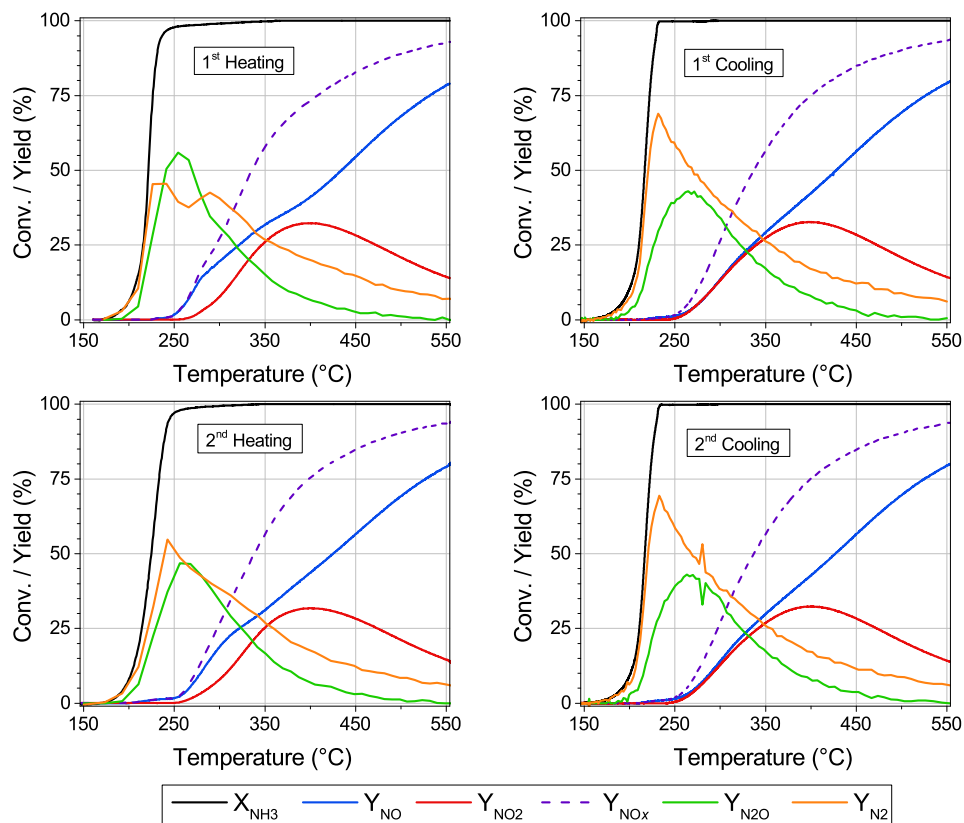 100
75
50
25
0
Conv. / Yield (%)
1st Heating
150 250 350 450 550
Temperature (°C)
100
75
50
25
0
Conv. / Yield (%)
1st Cooling
150 250 350 450 550
Temperature (°C)
100
75
50
25
0
Conv. / Yield (%)
2nd Heating
150 250 350 450 550
Temperature (°C)
100
75
50
25
0
Conv. / Yield (%)
2nd Cooling
150 250 350 450 550
Temperature (°C)
XNH3 YNO YNO2 YNOx YN2O YN2